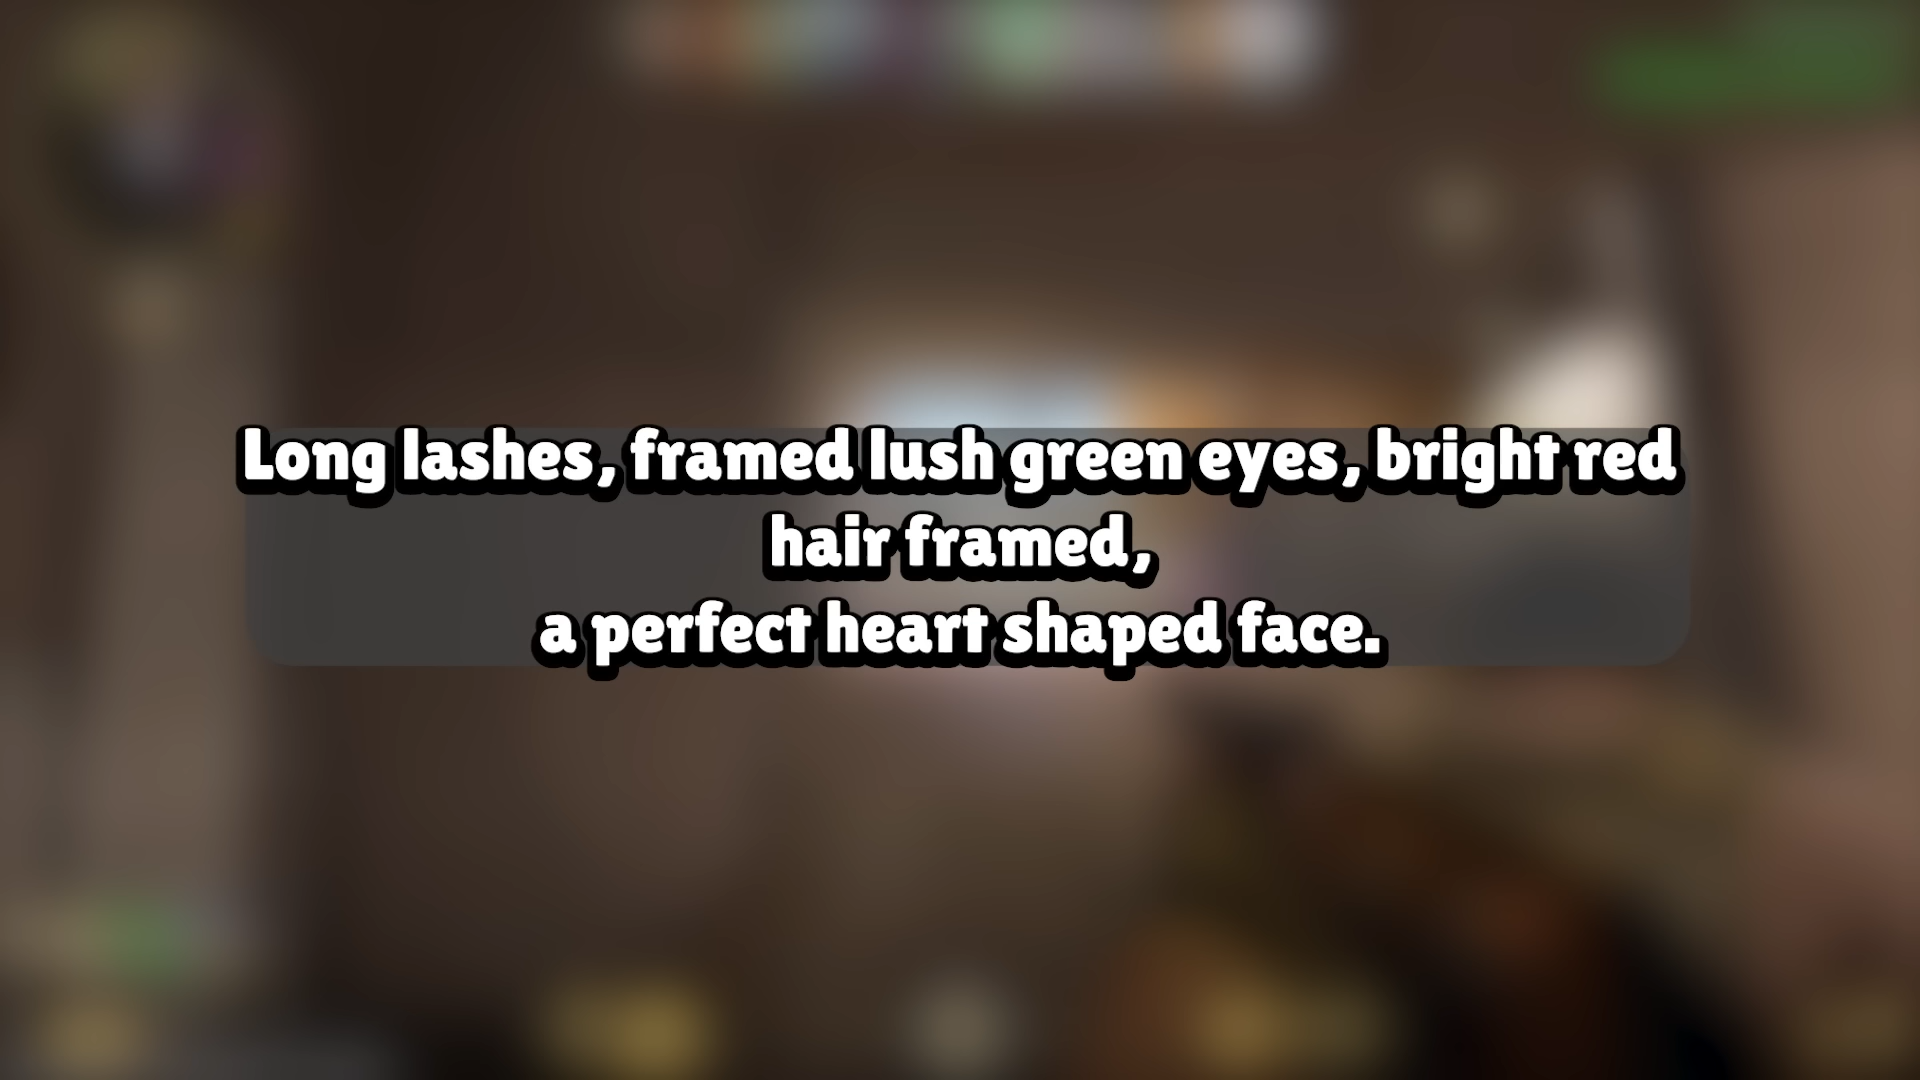 Long lashes, framed lush green eyes, bright red
hair framed,
a perfect heart shaped face.